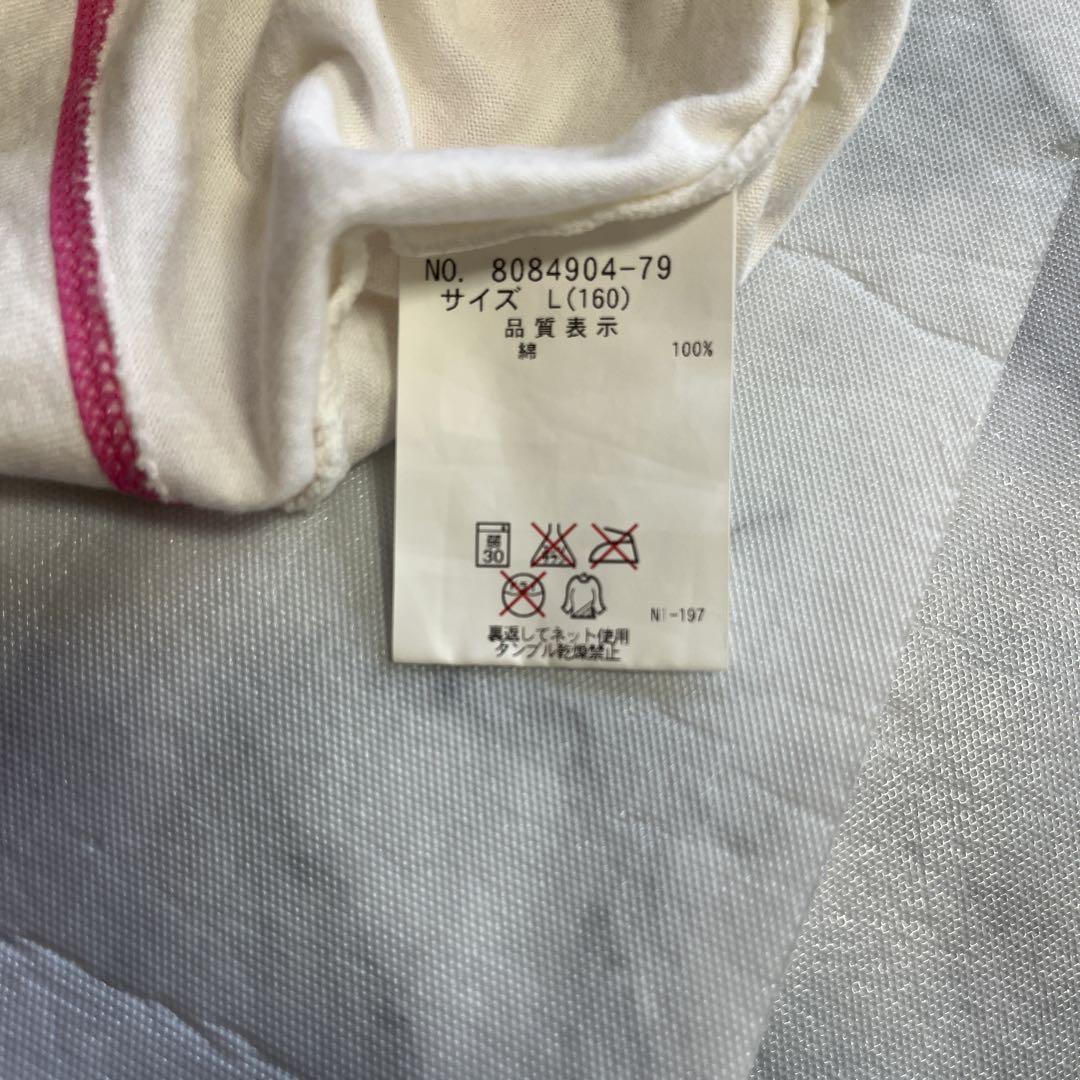 NO. 8084904-79
サイズ L(160)
品質表示
綿 100%
弱
30
NI-197
裏返してネット使用
タンブル乾燥禁止